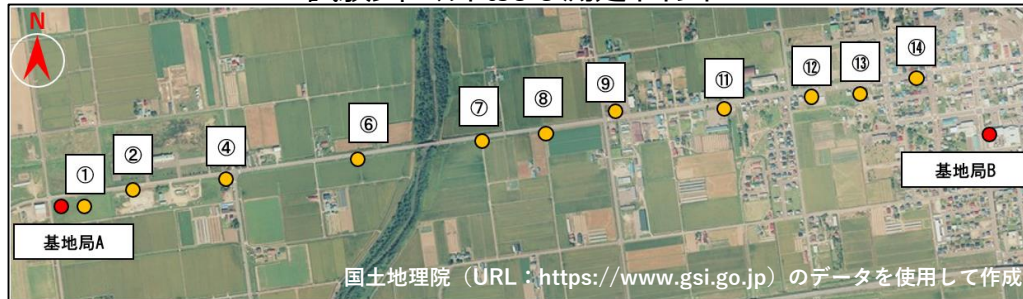 N
①
②
④
⑥
⑦
⑧
⑨
⑪
⑫
⑬
⑭
基地局A
基地局B
国土地理院（URL：https://www.gsi.go.jp）のデータを使用して作成